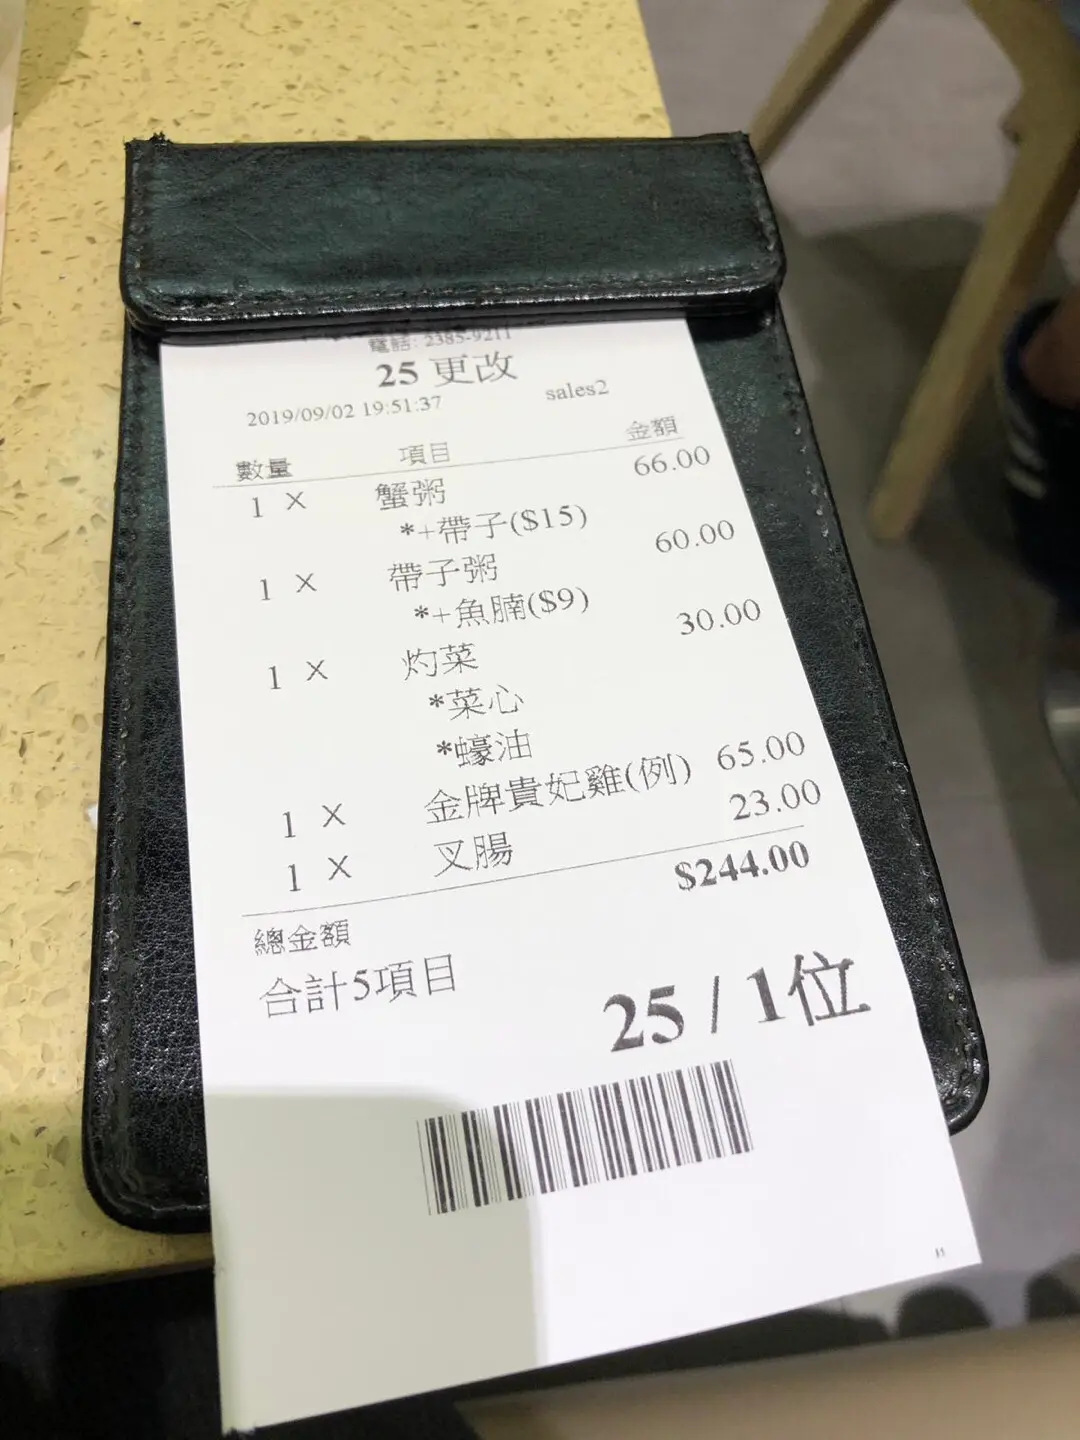 電話: 2385-9211
25 更改
2019/09/02 19:51:37 sales2
數量 項目 金額
1 X 蟹粥 66.00
*+帶子($15)
1 X 帶子粥 60.00
*+魚腩($9)
1 X 灼菜 30.00
*菜心
*蠔油
1 X 金牌貴妃雞(例) 65.00
1 X 叉腸 23.00
總金額 $244.00
合計5項目
25 / 1位